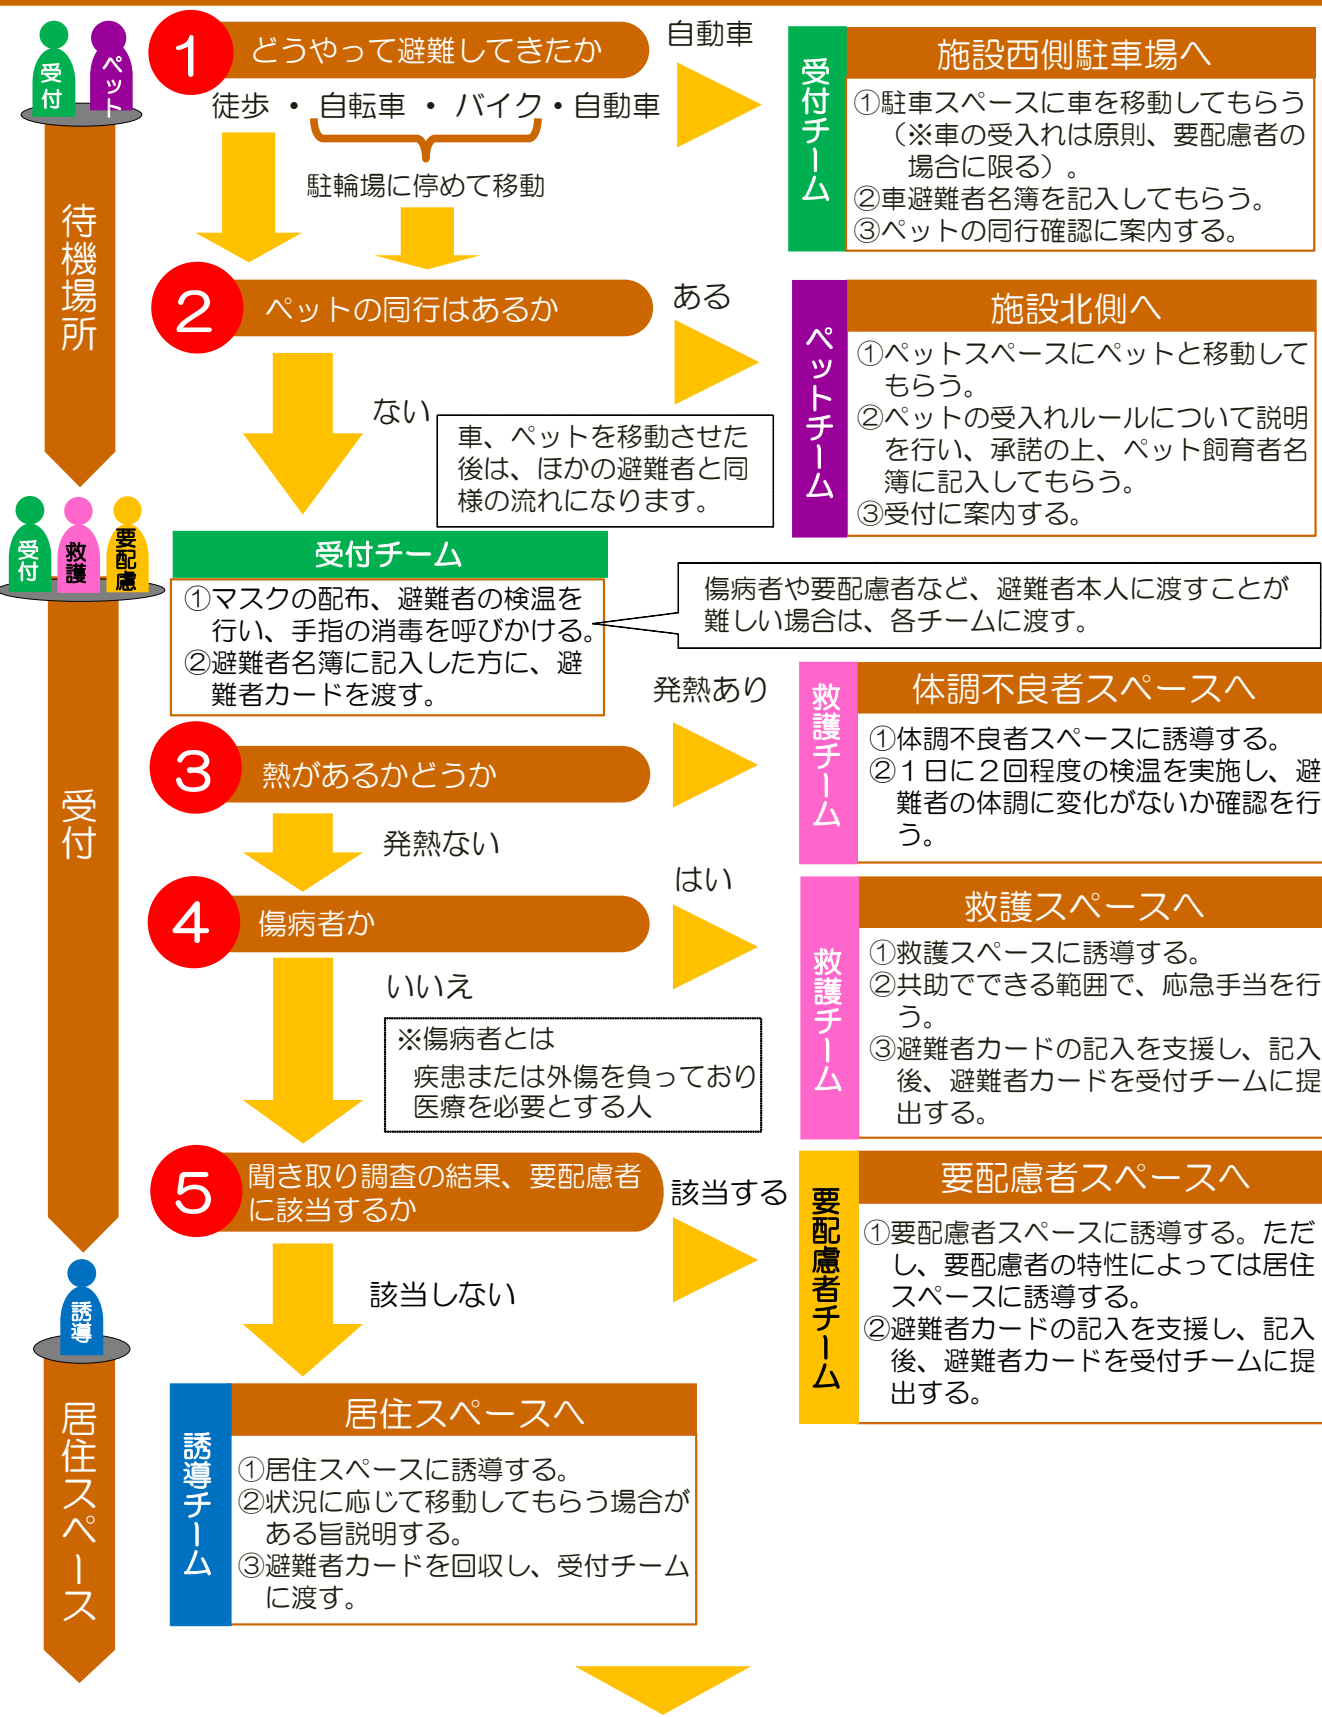 受付
ペット
待機場所
1
どうやって避難してきたか
自動車
徒歩 ・ 自転車 ・ バイク・自動車
駐輪場に停めて移動
受付チーム
施設西側駐車場へ
①駐車スペースに車を移動してもらう
（※車の受入れは原則、要配慮者の
場合に限る）。
②車避難者名簿を記入してもらう。
③ペットの同行確認に案内する。
2
ペットの同行はあるか
ある
ない
車、ペットを移動させた
後は、ほかの避難者と同
様の流れになります。
ペットチーム
施設北側へ
①ペットスペースにペットと移動して
もらう。
②ペットの受入れルールについて説明
を行い、承諾の上、ペット飼育者名
簿に記入してもらう。
③受付に案内する。
受付
救護
要配慮
受付
受付チーム
①マスクの配布、避難者の検温を
行い、手指の消毒を呼びかける。
②避難者名簿に記入した方に、避
難者カードを渡す。
傷病者や要配慮者など、避難者本人に渡すことが
難しい場合は、各チームに渡す。
3
熱があるかどうか
発熱あり
発熱ない
救護チーム
体調不良者スペースへ
①体調不良者スペースに誘導する。
②１日に２回程度の検温を実施し、避
難者の体調に変化がないか確認を行
う。
4
傷病者か
はい
いいえ
※傷病者とは
疾患または外傷を負っており
医療を必要とする人
救護チーム
救護スペースへ
①救護スペースに誘導する。
②共助でできる範囲で、応急手当を行
う。
③避難者カードの記入を支援し、記入
後、避難者カードを受付チームに提
出する。
5
聞き取り調査の結果、要配慮者
に該当するか
該当する
該当しない
要配慮者チーム
要配慮者スペースへ
①要配慮者スペースに誘導する。ただ
し、要配慮者の特性によっては居住
スペースに誘導する。
②避難者カードの記入を支援し、記入
後、避難者カードを受付チームに提
出する。
誘導
居住スペース
誘導チーム
居住スペースへ
①居住スペースに誘導する。
②状況に応じて移動してもらう場合が
ある旨説明する。
③避難者カードを回収し、受付チーム
に渡す。